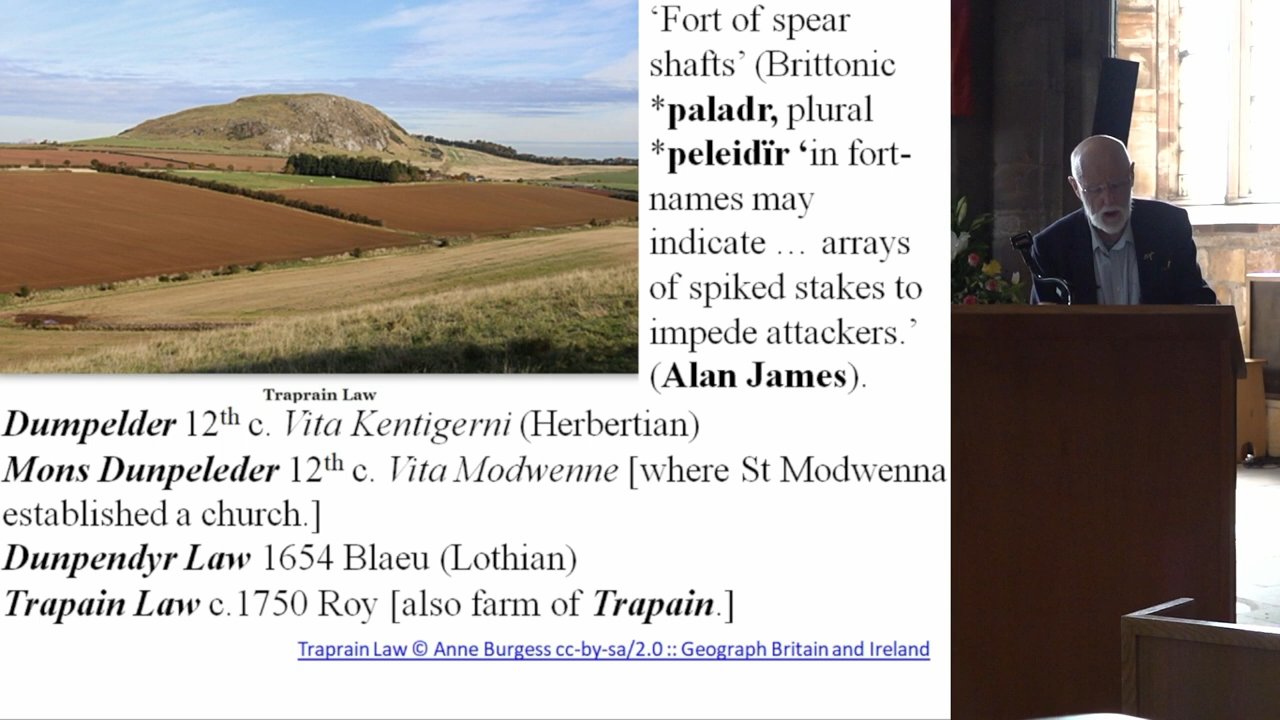 ‘Fort of spear
shafts’ (Brittonic
*paladr, plural
*peleidïr ‘in fort-
names may
indicate … arrays
of spiked stakes to
impede attackers.’
(Alan James).
Traprain Law
Dumpelder 12th c. Vita Kentigerni (Herbertian)
Mons Dunpeleder 12th c. Vita Modwenne [where St Modwenna
established a church.]
Dunpendyr Law 1654 Blaeu (Lothian)
Trapain Law c.1750 Roy [also farm of Trapain.]
Traprain Law © Anne Burgess cc-by-sa/2.0 :: Geograph Britain and Ireland